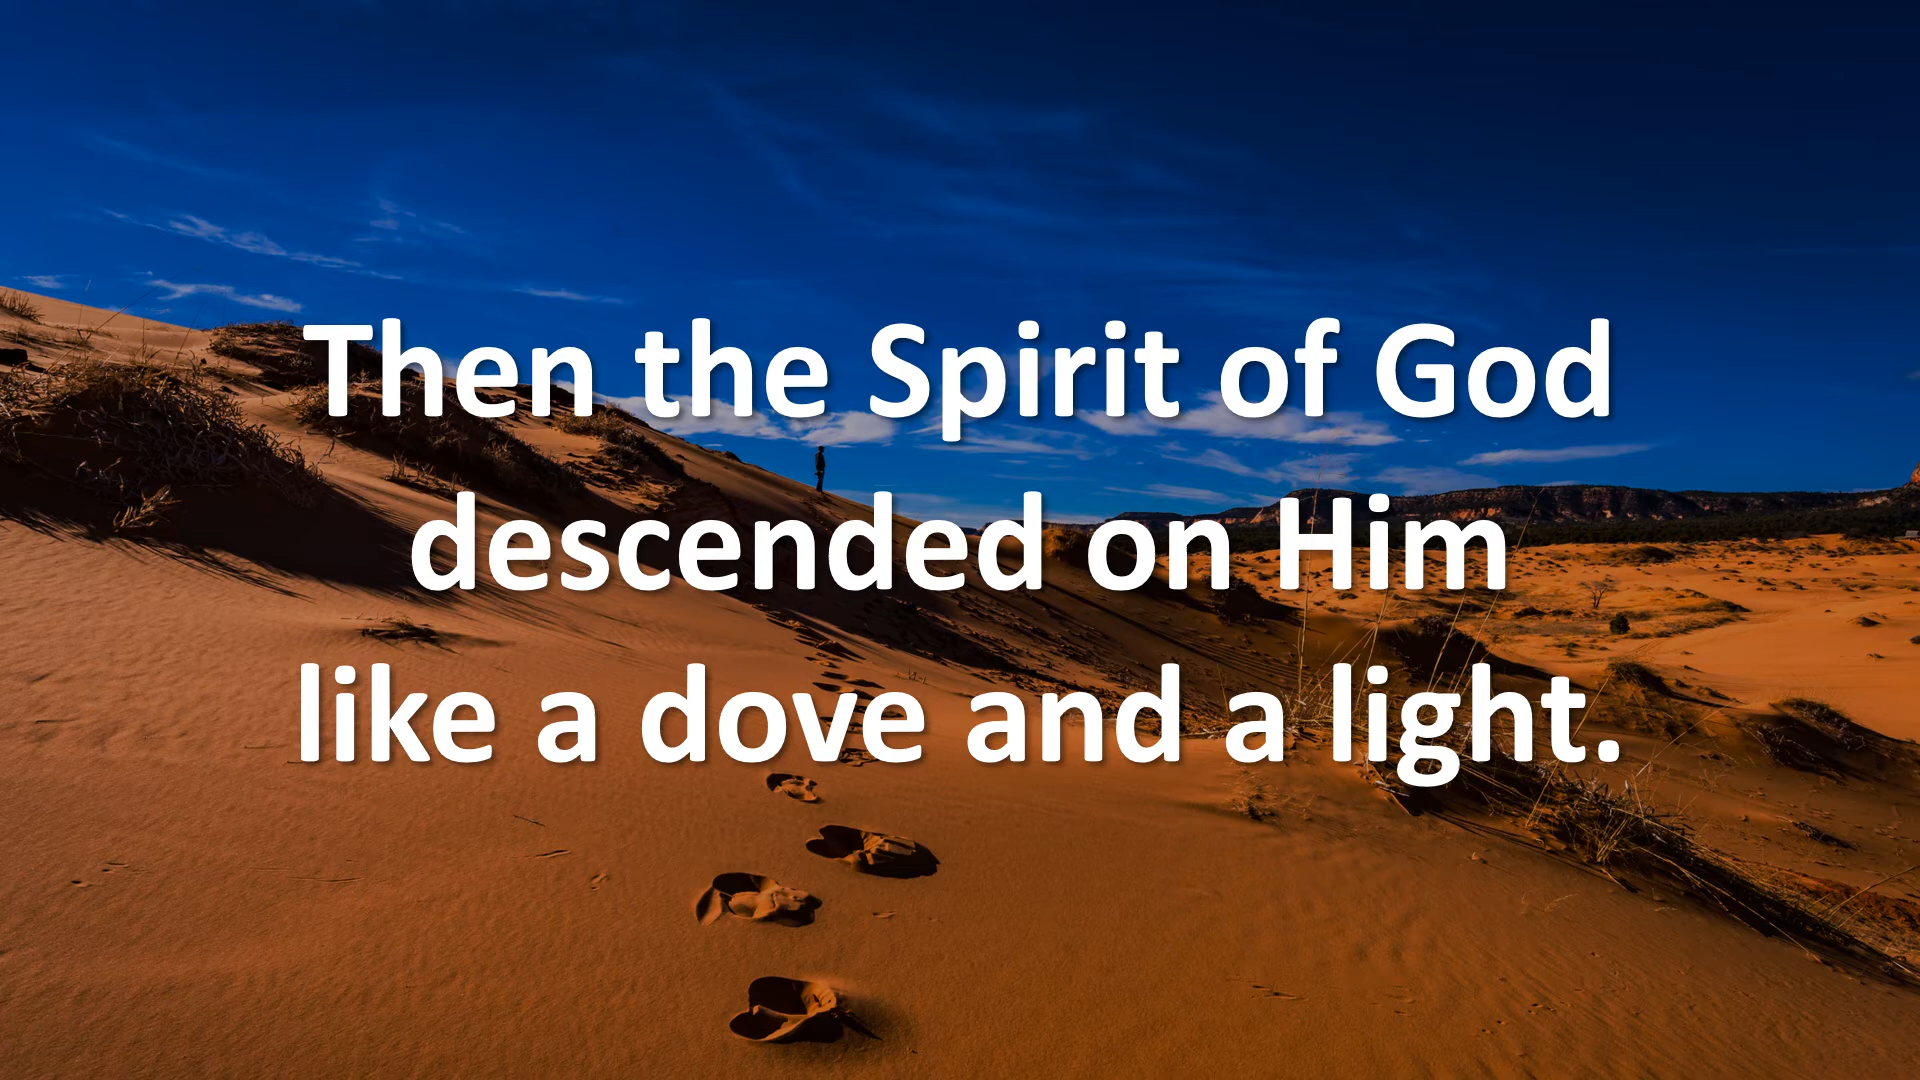 Then the Spirit of God
descended on Him
like a dove and a light.